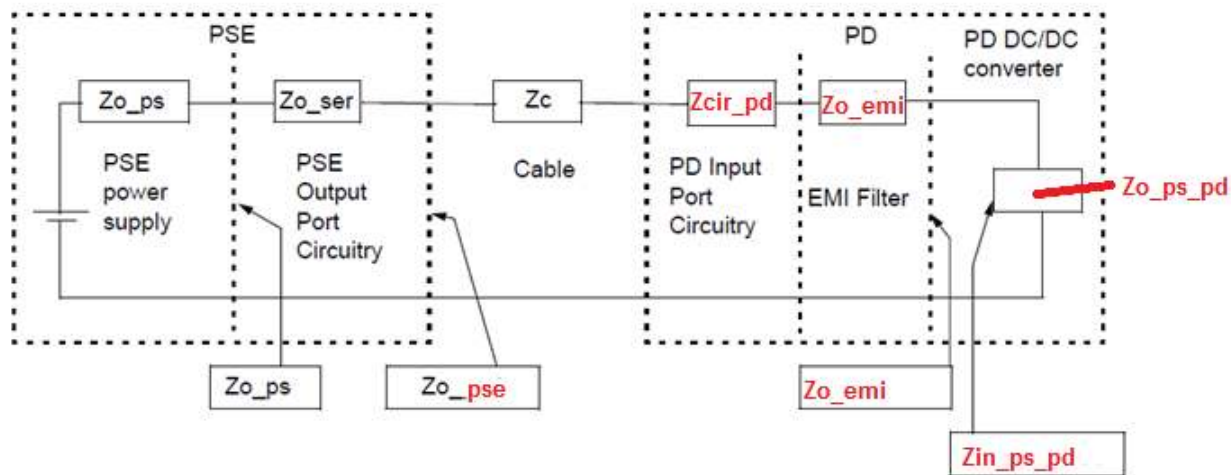 PSE
PD
PD DC/DC
converter
Zo_ps
Zo_ser
Zc
Zcir_pd
Zo_emi
PSE
power
supply
PSE
Output
Port
Circuitry
Cable
PD Input
Port
Circuitry
EMI Filter
Zo_ps_pd
Zo_ps
Zo_pse
Zo_emi
Zin_ps_pd